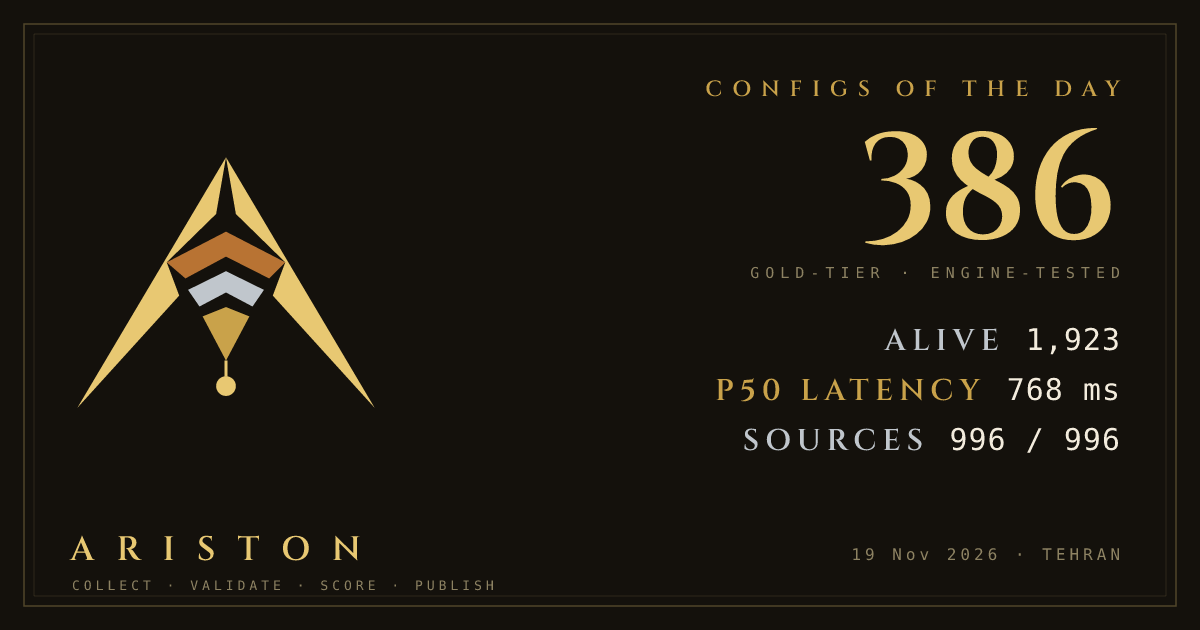 CONFIGS OF THE DAY
386
GOLD-TIER · ENGINE-TESTED
ALIVE 1,923
P50 LATENCY 768 ms
SOURCES 996 / 996
ARISTON
COLLECT · VALIDATE · SCORE · PUBLISH
19 Nov 2026 · TEHRAN